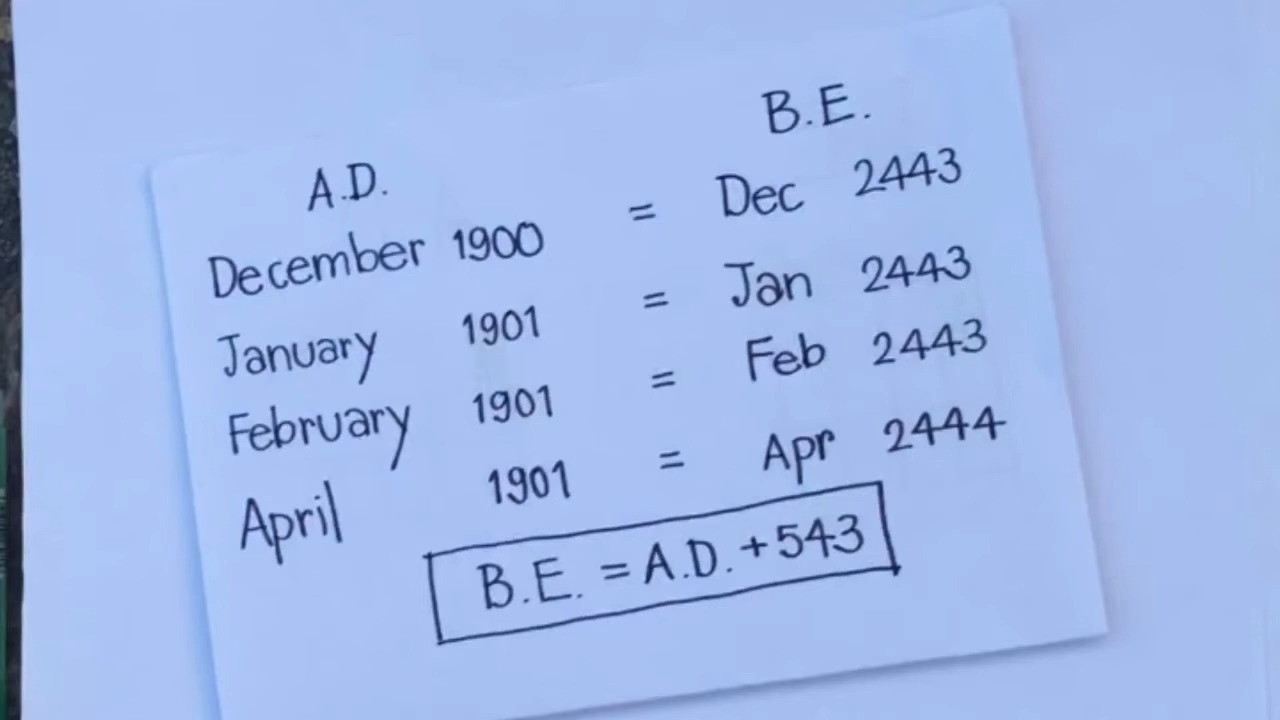 A.D. B.E.
December 1900 = Dec 2443
January 1901 = Jan 2443
February 1901 = Feb 2443
April 1901 = Apr 2444
B.E. = A.D. + 543